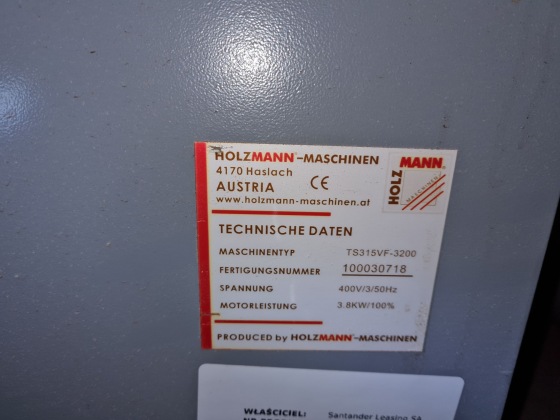 HOLZMANN®-MASCHINEN
4170 Haslach
AUSTRIA CE
www.holzmann-maschinen.at
HOLZ MANN®
MASCHINEN
TECHNISCHE DATEN
MASCHINENTYP TS315VF-3200
FERTIGUNGSNUMMER 100030718
SPANNUNG 400V/3/50Hz
MOTORLEISTUNG 3.8KW/100%
PRODUCED by HOLZMANN®-MASCHINEN
WŁAŚCICIEL: Santander Leasing SA